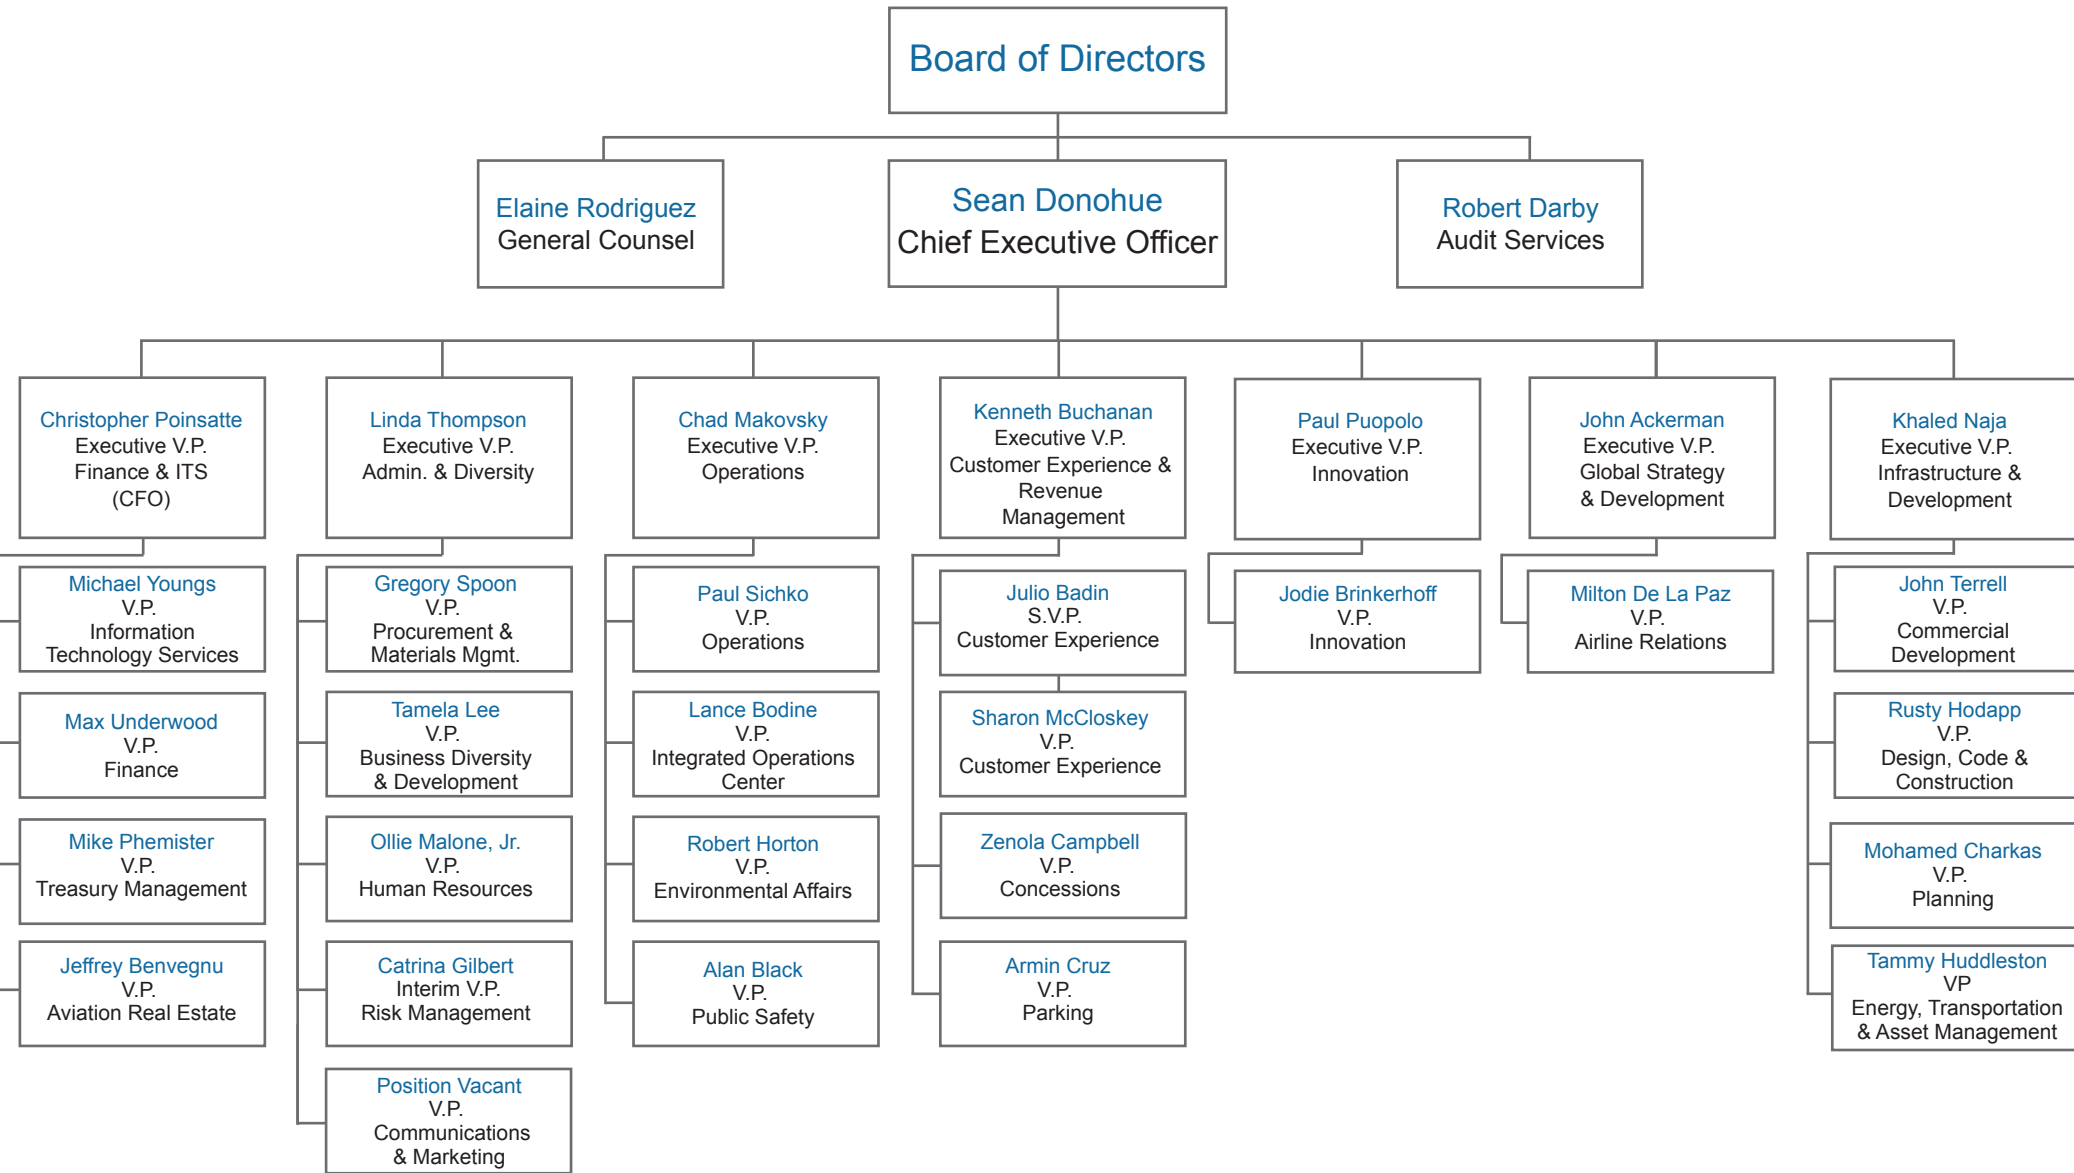 Board of Directors
Elaine Rodriguez
General Counsel
Sean Donohue
Chief Executive Officer
Robert Darby
Audit Services
Christopher Poinsatte
Executive V.P.
Finance & ITS
(CFO)
Linda Thompson
Executive V.P.
Admin. & Diversity
Chad Makovsky
Executive V.P.
Operations
Kenneth Buchanan
Executive V.P.
Customer Experience &
Revenue
Management
Paul Puopolo
Executive V.P.
Innovation
John Ackerman
Executive V.P.
Global Strategy
& Development
Khaled Naja
Executive V.P.
Infrastructure &
Development
Michael Youngs
V.P.
Information
Technology Services
Gregory Spoon
V.P.
Procurement &
Materials Mgmt.
Paul Sichko
V.P.
Operations
Julio Badin
S.V.P.
Customer Experience
Jodie Brinkerhoff
V.P.
Innovation
Milton De La Paz
V.P.
Airline Relations
John Terrell
V.P.
Commercial
Development
Max Underwood
V.P.
Finance
Tamela Lee
V.P.
Business Diversity
& Development
Lance Bodine
V.P.
Integrated Operations
Center
Sharon McCloskey
V.P.
Customer Experience
Rusty Hodapp
V.P.
Design, Code &
Construction
Mike Phemister
V.P.
Treasury Management
Ollie Malone, Jr.
V.P.
Human Resources
Robert Horton
V.P.
Environmental Affairs
Zenola Campbell
V.P.
Concessions
Mohamed Charkas
V.P.
Planning
Jeffrey Benvegnu
V.P.
Aviation Real Estate
Catrina Gilbert
Interim V.P.
Risk Management
Alan Black
V.P.
Public Safety
Armin Cruz
V.P.
Parking
Tammy Huddleston
VP
Energy, Transportation
& Asset Management
Position Vacant
V.P.
Communications
& Marketing